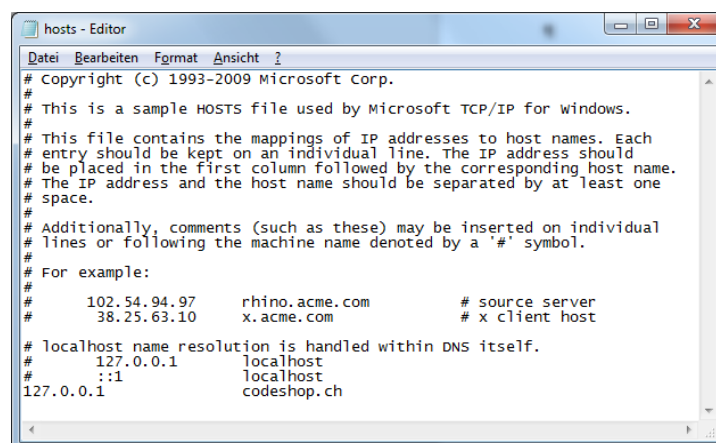 hosts - Editor
Datei Bearbeiten Format Ansicht ?
# Copyright (c) 1993-2009 Microsoft Corp.
#
# This is a sample HOSTS file used by Microsoft TCP/IP for Windows.
#
# This file contains the mappings of IP addresses to host names. Each
# entry should be kept on an individual line. The IP address should
# be placed in the first column followed by the corresponding host name.
# The IP address and the host name should be separated by at least one
# space.
#
# Additionally, comments (such as these) may be inserted on individual
# lines or following the machine name denoted by a '#' symbol.
#
# For example:
#
#      102.54.94.97     rhino.acme.com          # source server
#       38.25.63.10     x.acme.com              # x client host

# localhost name resolution is handled within DNS itself.
#       127.0.0.1       localhost
#       ::1             localhost
127.0.0.1               codeshop.ch